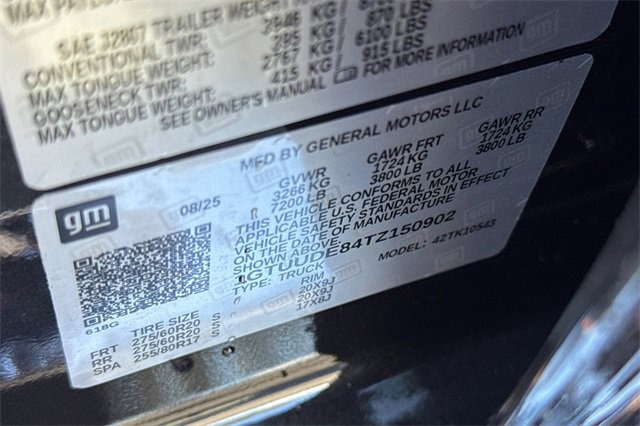 MAX PAYLOAD
SAE J2807 TRAILER WEIGHT
CONVENTIONAL TWR: 2946 KG
MAX TONGUE WEIGHT: 295 KG 870 LBS
GOOSENECK TWR: 2767 KG 6100 LBS
MAX TONGUE WEIGHT: 415 KG 915 LBS
SEE OWNER'S MANUAL FOR MORE INFORMATION
gm
08/25
MFD BY GENERAL MOTORS LLC
GVWR GAWR FRT GAWR RR
3266 KG 1724 KG 1724 KG
7200 LB 3800 LB 3800 LB
THIS VEHICLE CONFORMS TO ALL
APPLICABLE U.S. FEDERAL MOTOR
VEHICLE SAFETY STANDARDS IN EFFECT
ON THE DATE OF MANUFACTURE
1GTUUDE84TZ150902
TYPE: TRUCK MODEL: 42TK10543
618G
TIRE SIZE RIM
FRT 275/60R20 S 20X9J
RR 275/60R20 S 20X9J
SPA 255/80R17 S 17X8J